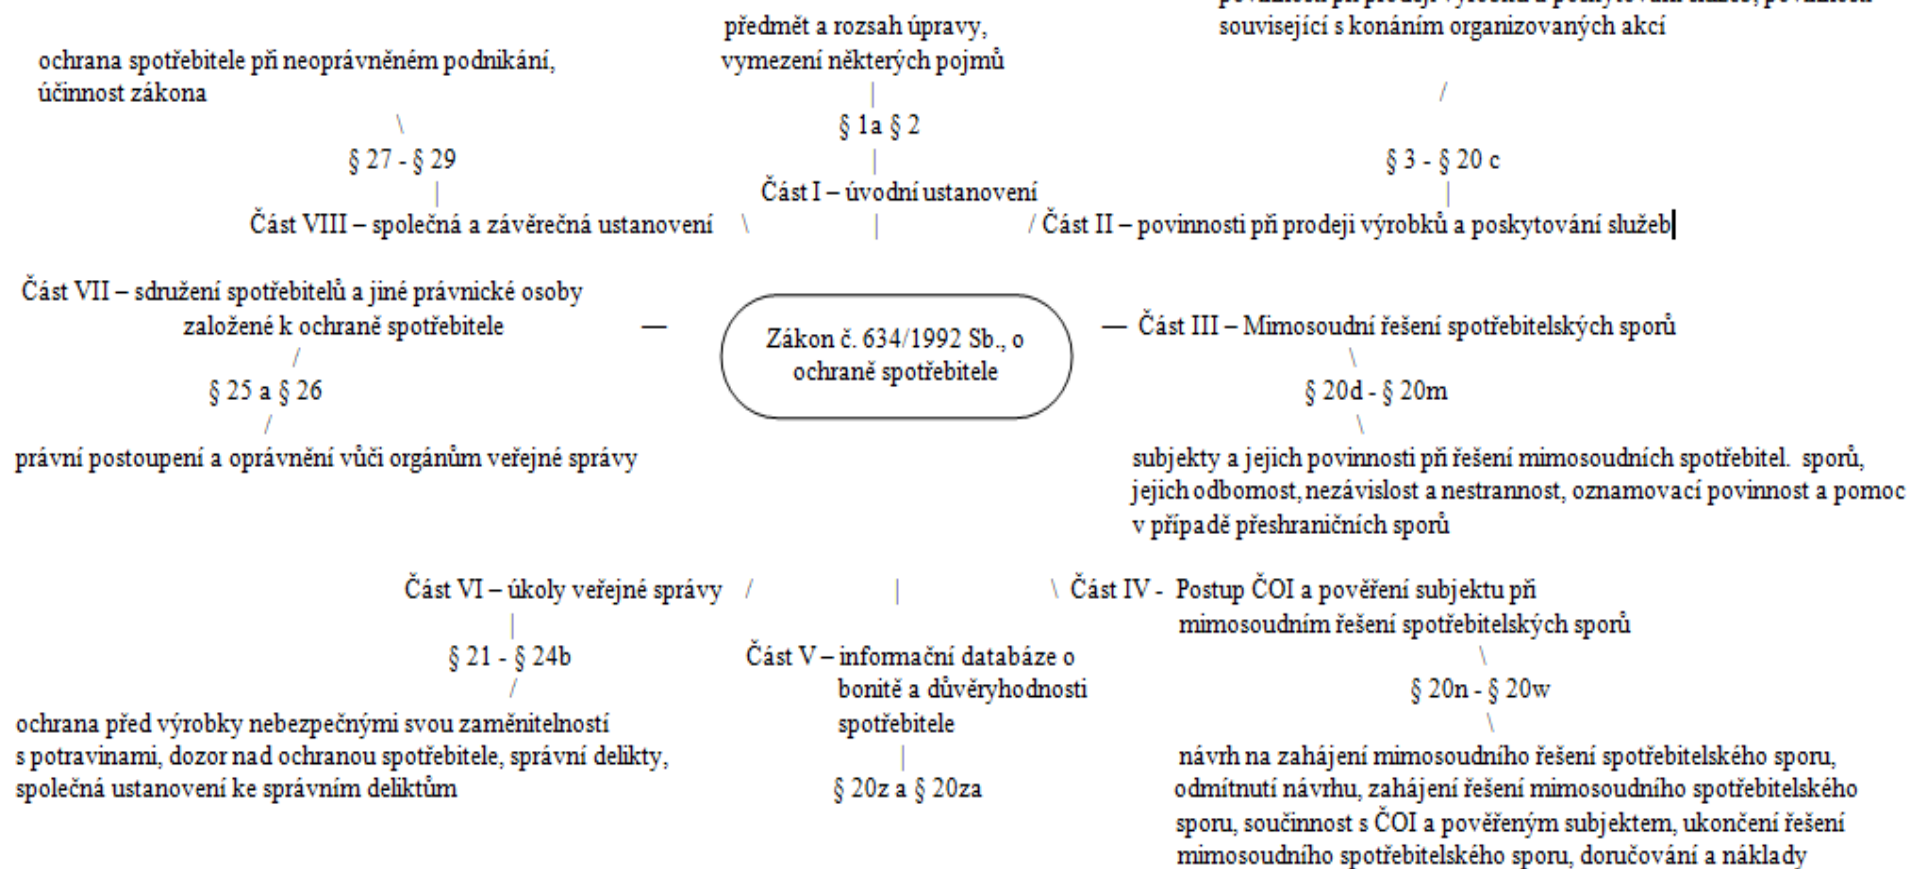 předmět a rozsah úpravy,
vymezení některých pojmů
|
§ 1a § 2
|
Část I – úvodní ustanovení
|
související s konáním organizovaných akcí
/
§ 3 - § 20 c
|
/ Část II – povinnosti při prodeji výrobků a poskytování služeb
ochrana spotřebitele při neoprávněném podnikání,
účinnost zákona
\
§ 27 - § 29
|
Část VIII – společná a závěrečná ustanovení \
Část VII – sdružení spotřebitelů a jiné právnické osoby
založené k ochraně spotřebitele —
/
§ 25 a § 26
/
právní postoupení a oprávnění vůči orgánům veřejné správy
Zákon č. 634/1992 Sb., o
ochraně spotřebitele
— Část III – Mimosoudní řešení spotřebitelských sporů
\
§ 20d - § 20m
\
subjekty a jejich povinnosti při řešení mimosoudních spotřebitel. sporů,
jejich odbornost, nezávislost a nestrannost, oznamovací povinnost a pomoc
v případě přeshraničních sporů
Část VI – úkoly veřejné správy /
|
§ 21 - § 24b
/
ochrana před výrobky nebezpečnými svou zaměnitelností
s potravinami, dozor nad ochranou spotřebitele, správní delikty,
společná ustanovení ke správním deliktům
|
Část V – informační databáze o
bonitě a důvěryhodnosti
spotřebitele
|
§ 20z a § 20za
\ Část IV - Postup ČOI a pověření subjektu při
mimosoudním řešení spotřebitelských sporů
\
§ 20n - § 20w
\
návrh na zahájení mimosoudního řešení spotřebitelského sporu,
odmítnutí návrhu, zahájení řešení mimosoudního spotřebitelského
sporu, součinnost s ČOI a pověřeným subjektem, ukončení řešení
mimosoudního spotřebitelského sporu, doručování a náklady